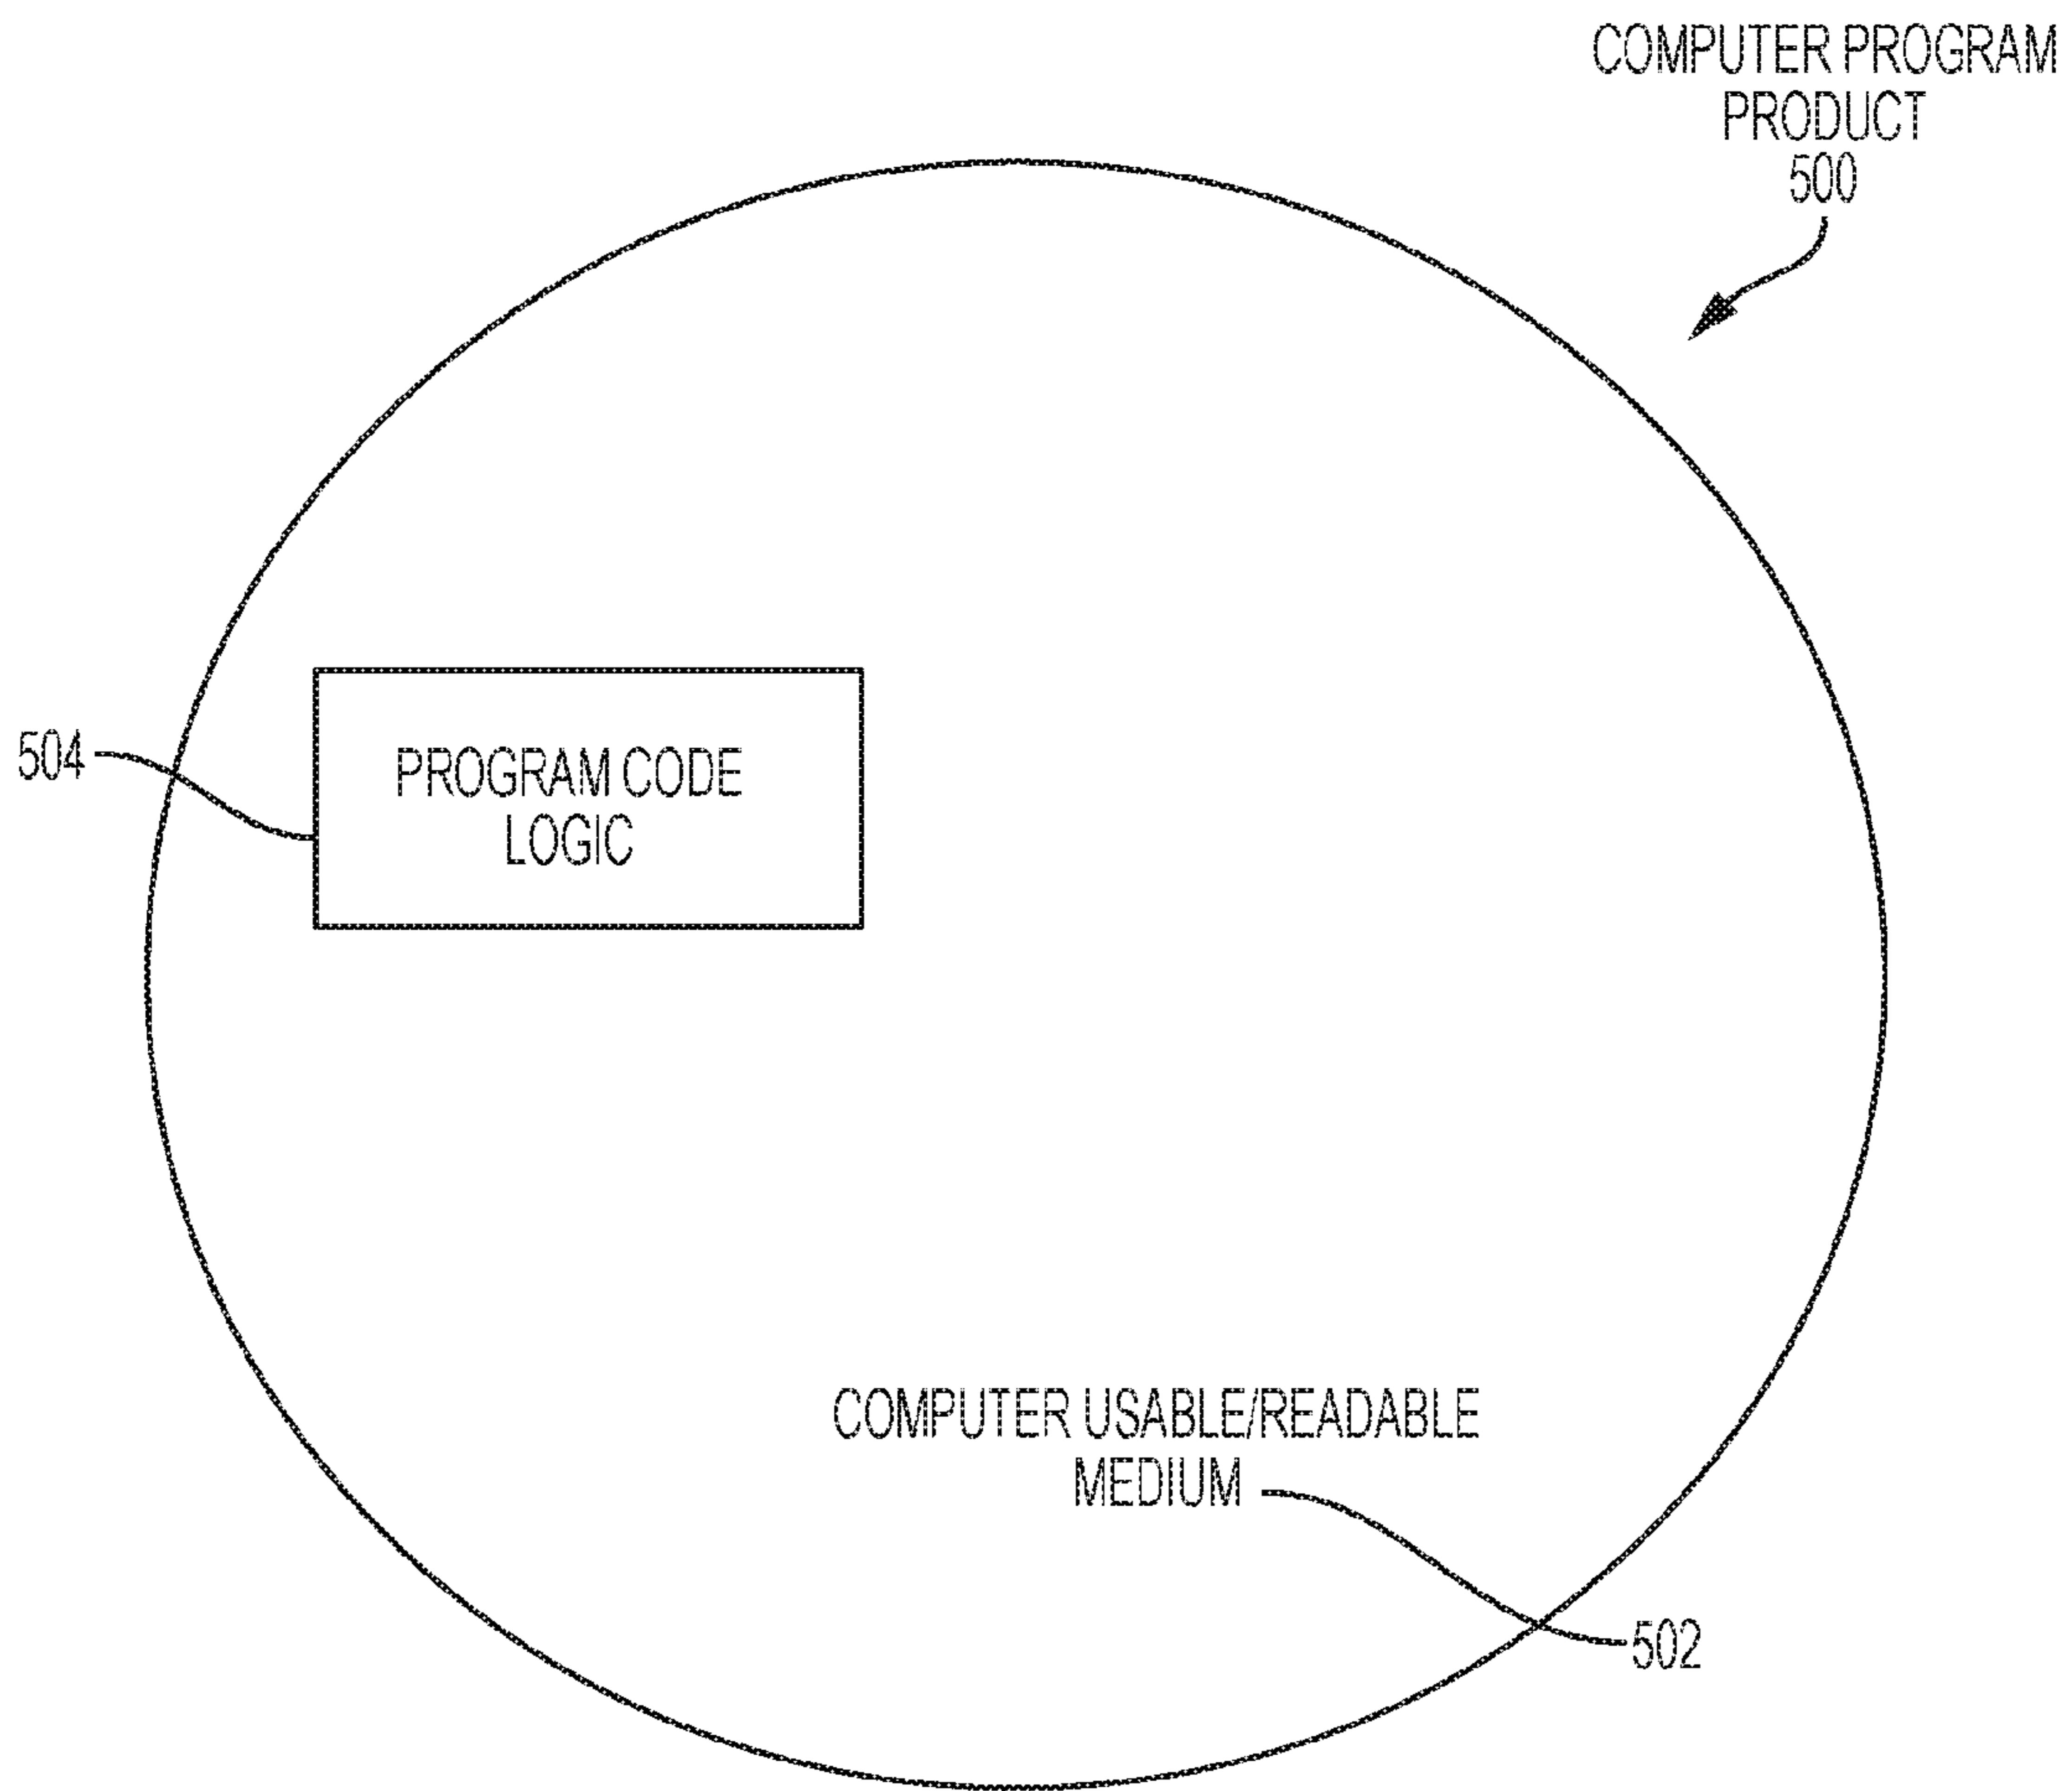 COMPUTER PROGRAM
PRODUCT
500
504
PROGRAM CODE
LOGIC
COMPUTER USABLE/READABLE
MEDIUM
502